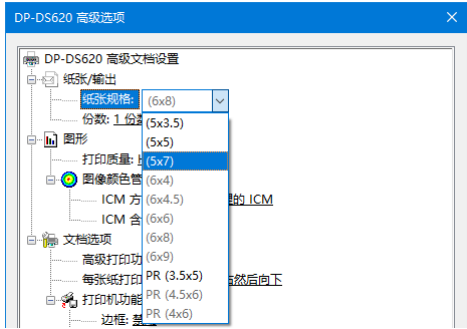 DP-DS620 高级选项
DP-DS620 高级文档设置
纸张/输出
纸张规格: (6x8)
份数: 1 份
(5x3.5)
(5x5)
图形
打印质量:
(5x7)
图像颜色管
(6x4)
ICM 方
(6x4.5)
的 ICM
ICM 含
(6x6)
文档选项
(6x8)
高级打印功
(6x9)
每张纸打印
PR (3.5x5)
然后向下
打印机功能
PR (4.5x6)
边框:
PR (4x6)